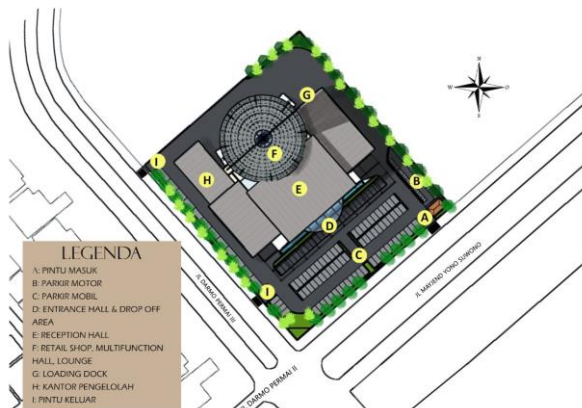 N
W
S
G
I
F
H
E
B
A
D
C
I
LEGENDA
A: PINTU MASUK
B: PARKIR MOTOR
C: PARKIR MOBIL
D: ENTRANCE HALL & DROP OFF
AREA
E: RECEPTION HALL
F: RETAIL SHOP, MULTIFUNCTION
HALL, LOUNGE
G: LOADING DOCK
H: KANTOR PENGELOLAH
I: PINTU KELUAR
JL DARMO PERMAI III
JL MAYJEND YONO SUWONO
JL DARMO PERMAI II